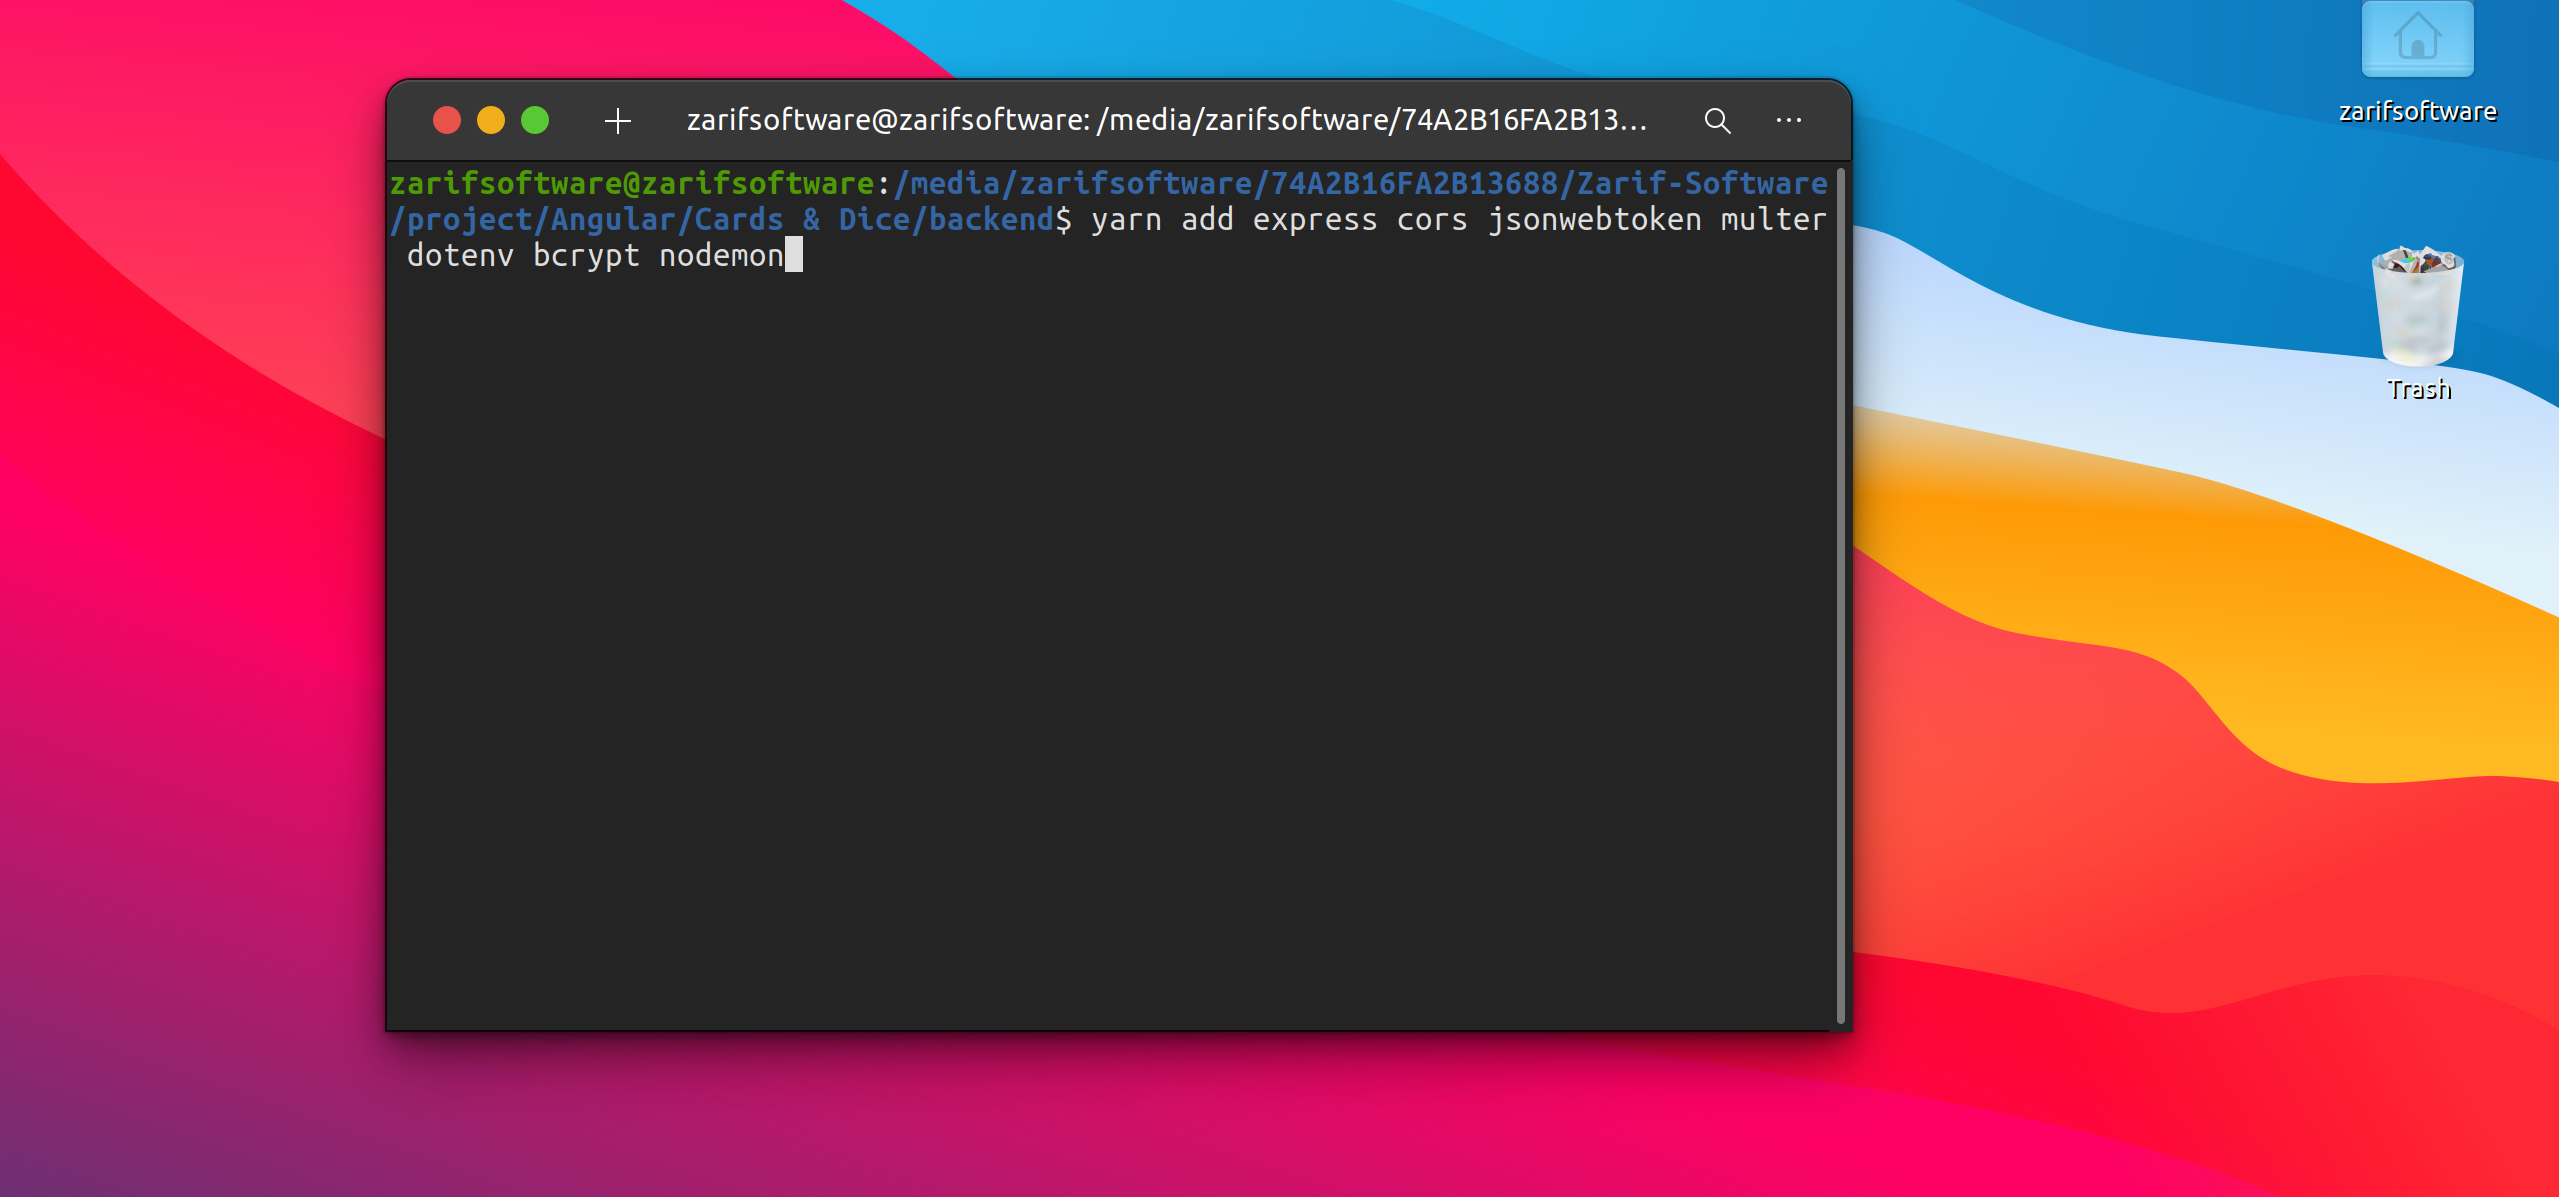 zarifsoftware@zarifsoftware: /media/zarifsoftware/74A2B16FA2B13...
zarifsoftware@zarifsoftware:/media/zarifsoftware/74A2B16FA2B13688/Zarif-Software
/project/Angular/Cards & Dice/backend$ yarn add express cors jsonwebtoken multer
dotenv bcrypt nodemon
zarifsoftware
Trash